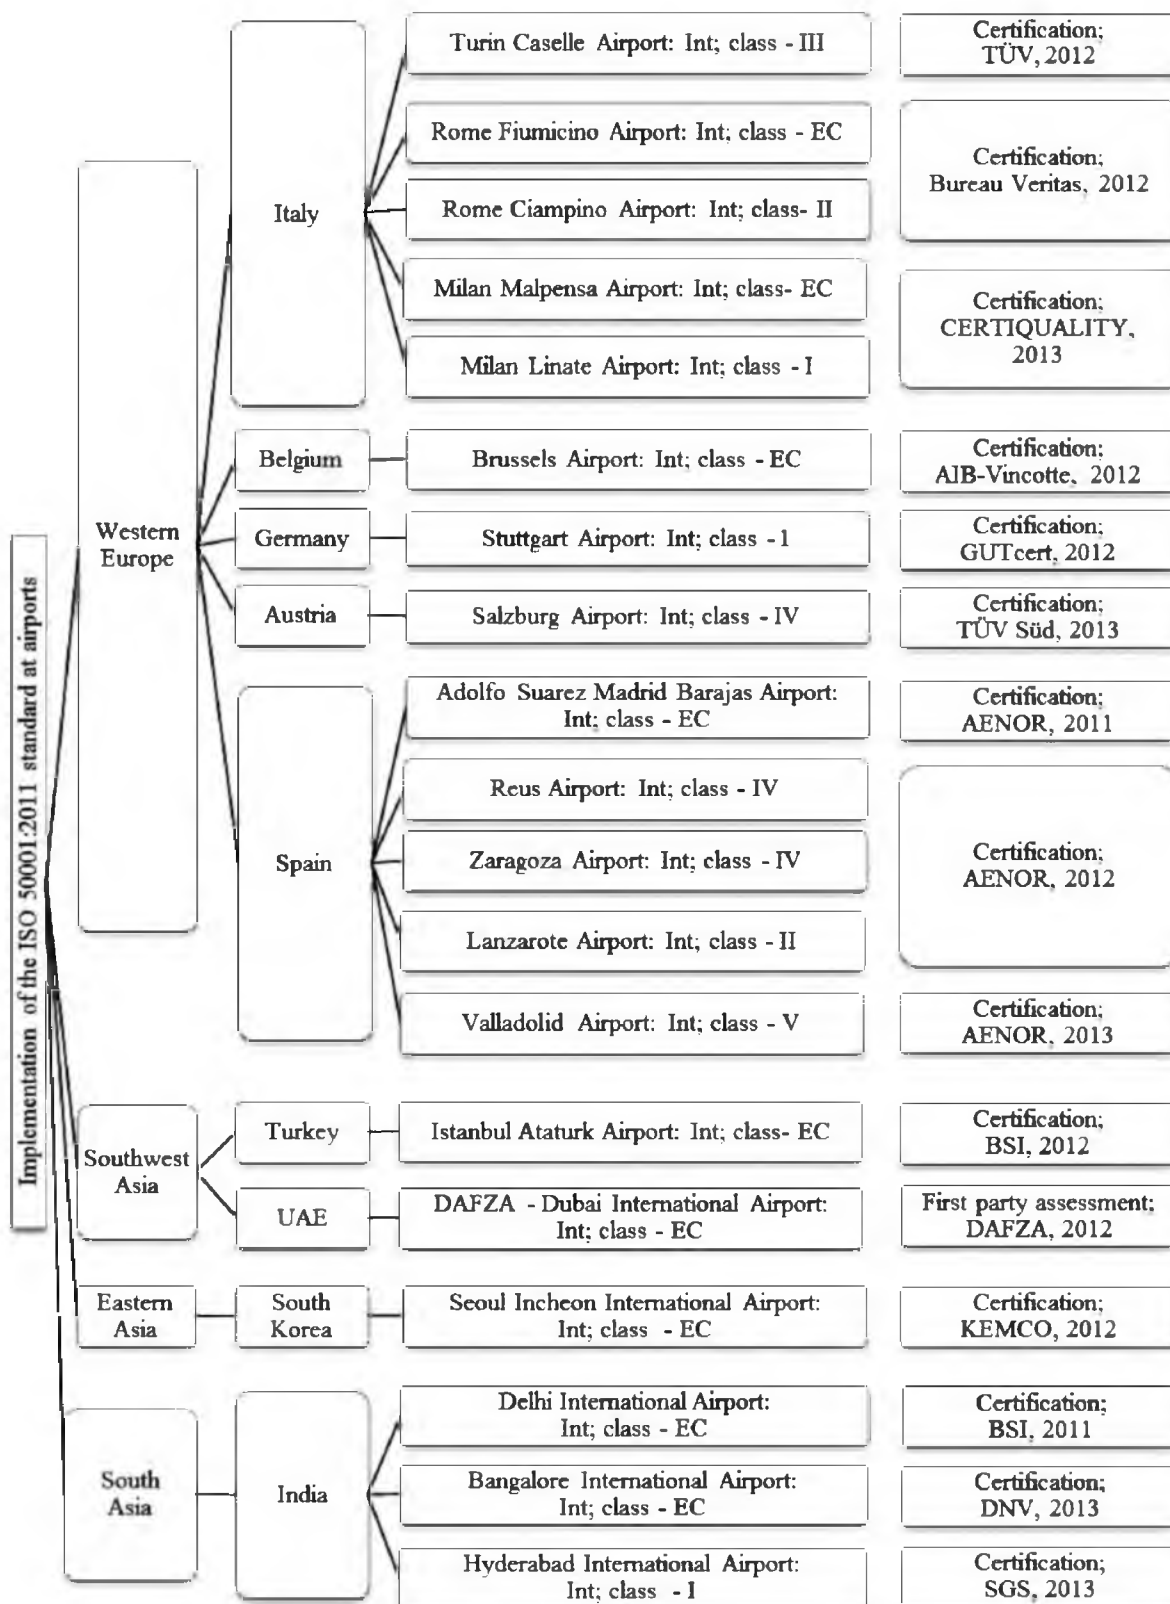 Implementation of the ISO 50001:2011 standard at airports
Western
Europe
Italy
Turin Caselle Airport: Int; class - III
Certification;
TÜV, 2012
Rome Fiumicino Airport: Int; class - EC
Rome Ciampino Airport: Int; class- II
Certification;
Bureau Veritas, 2012
Milan Malpensa Airport: Int; class- EC
Milan Linate Airport: Int; class - I
Certification;
CERTIQUALITY,
2013
Belgium
Brussels Airport: Int; class - EC
Certification;
AIB-Vincotte, 2012
Germany
Stuttgart Airport: Int; class - I
Certification;
GUTcert, 2012
Austria
Salzburg Airport: Int; class - IV
Certification;
TÜV Süd, 2013
Spain
Adolfo Suarez Madrid Barajas Airport:
Int; class - EC
Certification;
AENOR, 2011
Reus Airport: Int; class - IV
Zaragoza Airport: Int; class - IV
Lanzarote Airport: Int; class - II
Certification;
AENOR, 2012
Valladolid Airport: Int; class - V
Certification;
AENOR, 2013
Southwest
Asia
Turkey
Istanbul Ataturk Airport: Int; class- EC
Certification;
BSI, 2012
UAE
DAFZA - Dubai International Airport:
Int; class - EC
First party assessment;
DAFZA, 2012
Eastern
Asia
South
Korea
Seoul Incheon International Airport:
Int; class - EC
Certification;
KEMCO, 2012
South
Asia
India
Delhi International Airport:
Int; class - EC
Certification;
BSI, 2011
Bangalore International Airport:
Int; class - EC
Certification;
DNV, 2013
Hyderabad International Airport:
Int; class - I
Certification;
SGS, 2013